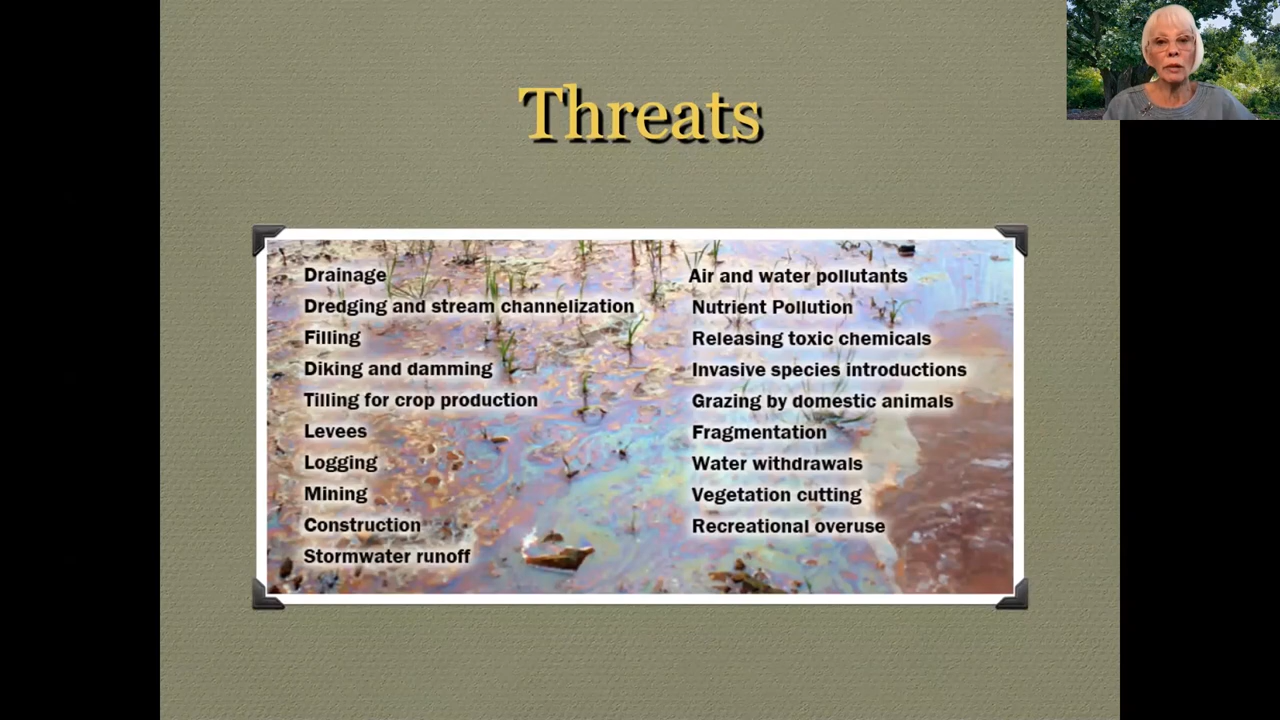 Threats
Drainage
Dredging and stream channelization
Filling
Diking and damming
Tilling for crop production
Levees
Logging
Mining
Construction
Stormwater runoff
Air and water pollutants
Nutrient Pollution
Releasing toxic chemicals
Invasive species introductions
Grazing by domestic animals
Fragmentation
Water withdrawals
Vegetation cutting
Recreational overuse